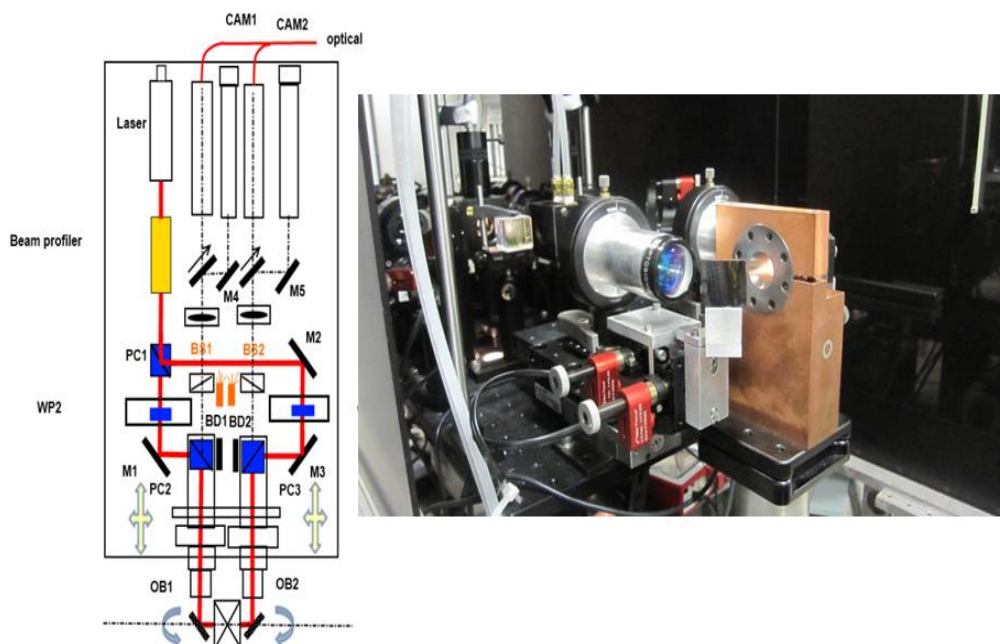 CAM1
CAM2
optical
Laser
Beam profiler
M4
M5
BS1
BS2
M2
PC1
WP2
BD1
BD2
M1
PC2
PC3
M3
OB1
OB2